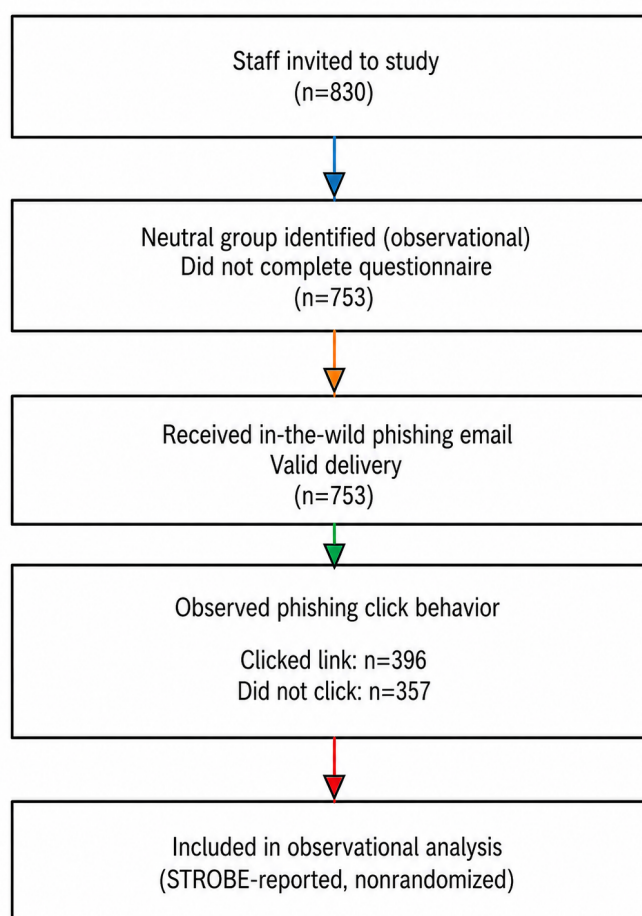 Staff invited to study
(n=830)
Neutral group identified (observational)
Did not complete questionnaire
(n=753)
Received in-the-wild phishing email
Valid delivery
(n=753)
Observed phishing click behavior
Clicked link: n=396
Did not click: n=357
Included in observational analysis
(STROBE-reported, nonrandomized)